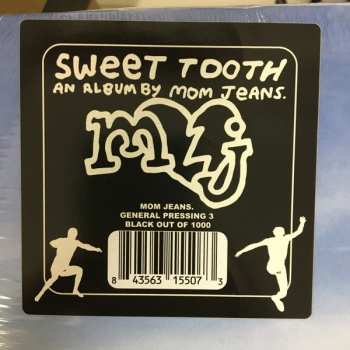 SWEET TOOTH
AN ALBUM BY MOM JEANS.
mj
MOM JEANS.
GENERAL PRESSING 3
BLACK OUT OF 1000
8 43563 15507 3